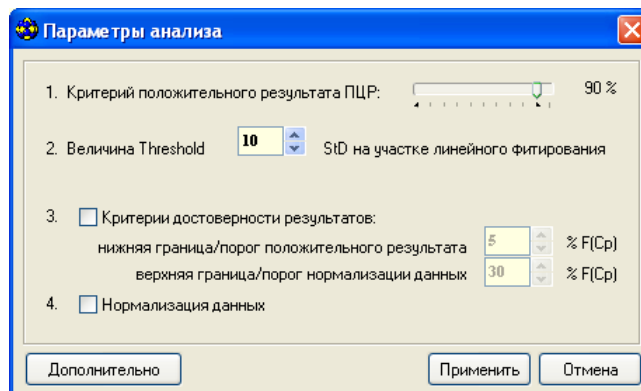 Параметры анализа
1. Критерий положительного результата ПЦР: 90 %
2. Величина Threshold 10 StD на участке линейного фитирования
3. Критерии достоверности результатов:
нижняя граница/порог положительного результата 5 % F(Cp)
верхняя граница/порог нормализации данных 30 % F(Cp)
4. Нормализация данных
Дополнительно Применить Отмена